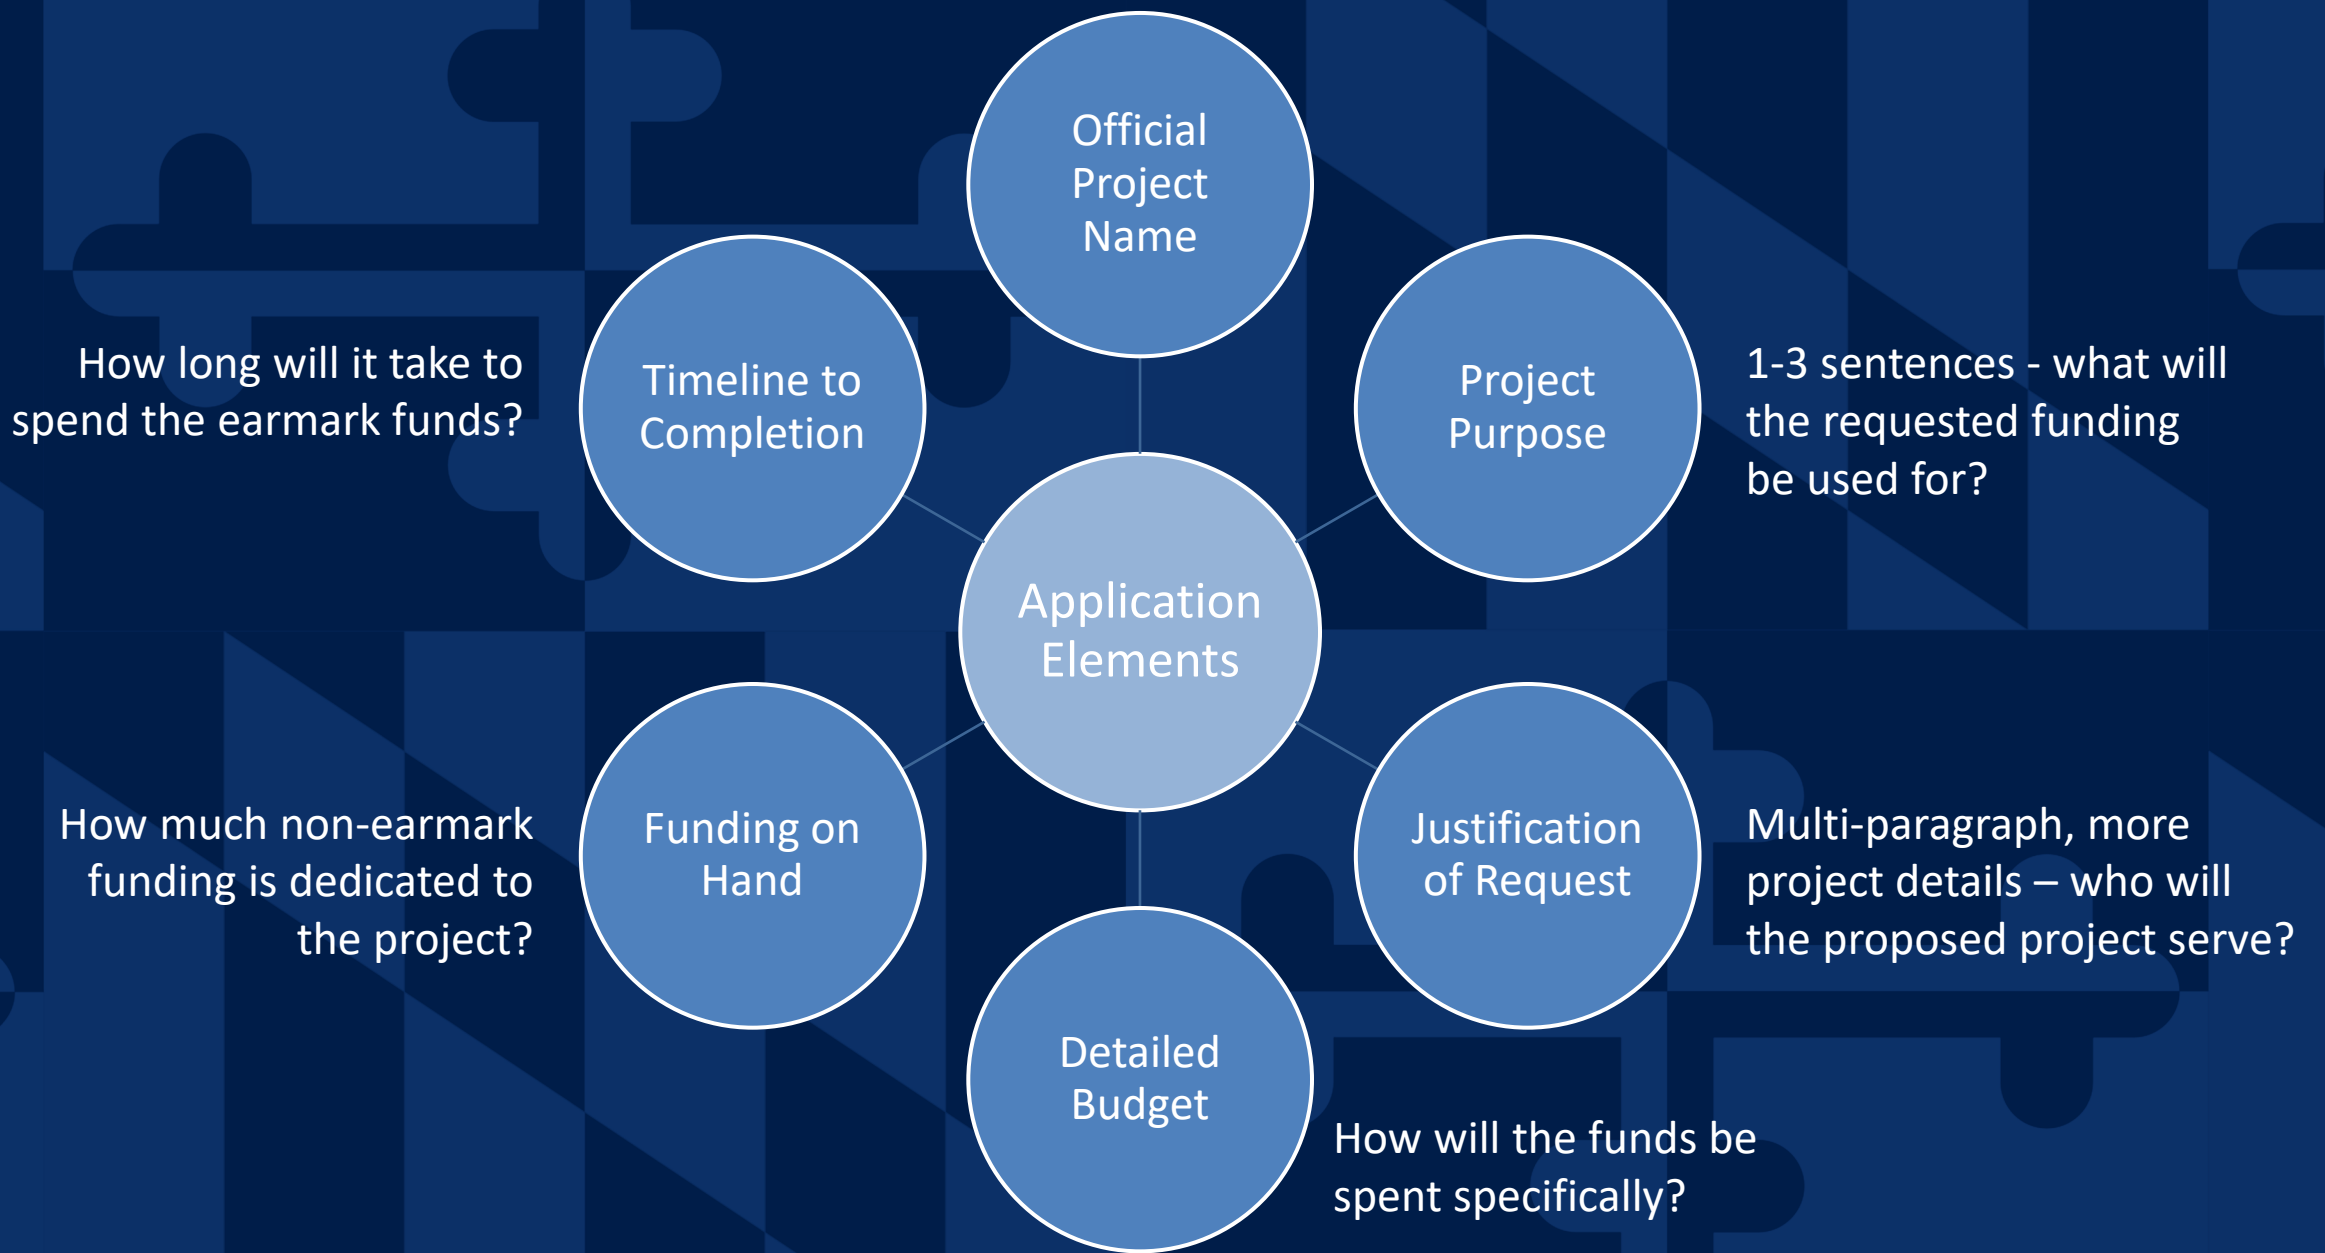 Official
Project
Name
Project
Purpose
1-3 sentences - what will
the requested funding
be used for?
Justification
of Request
Multi-paragraph, more
project details – who will
the proposed project serve?
Detailed
Budget
How will the funds be
spent specifically?
Funding on
Hand
How much non-earmark
funding is dedicated to
the project?
Timeline to
Completion
How long will it take to
spend the earmark funds?
Application
Elements